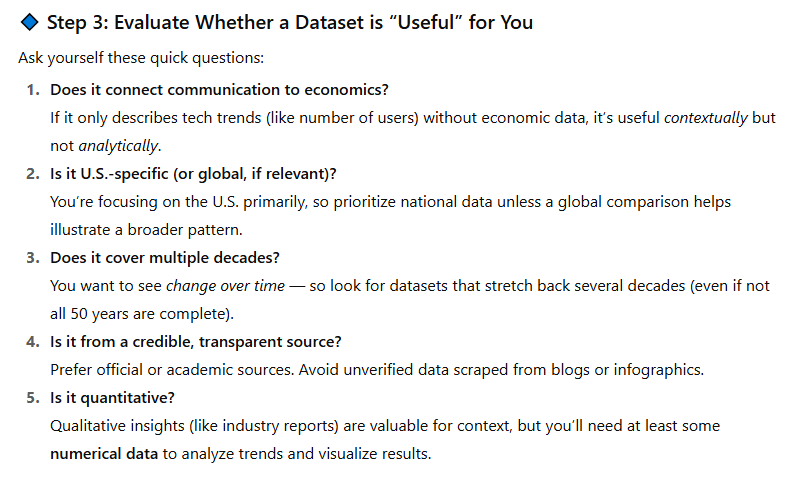 Step 3: Evaluate Whether a Dataset is “Useful” for You
Ask yourself these quick questions:
1. Does it connect communication to economics?
If it only describes tech trends (like number of users) without economic data, it’s useful contextually but
not analytically.
2. Is it U.S.-specific (or global, if relevant)?
You’re focusing on the U.S. primarily, so prioritize national data unless a global comparison helps
illustrate a broader pattern.
3. Does it cover multiple decades?
You want to see change over time — so look for datasets that stretch back several decades (even if not
all 50 years are complete).
4. Is it from a credible, transparent source?
Prefer official or academic sources. Avoid unverified data scraped from blogs or infographics.
5. Is it quantitative?
Qualitative insights (like industry reports) are valuable for context, but you’ll need at least some
numerical data to analyze trends and visualize results.